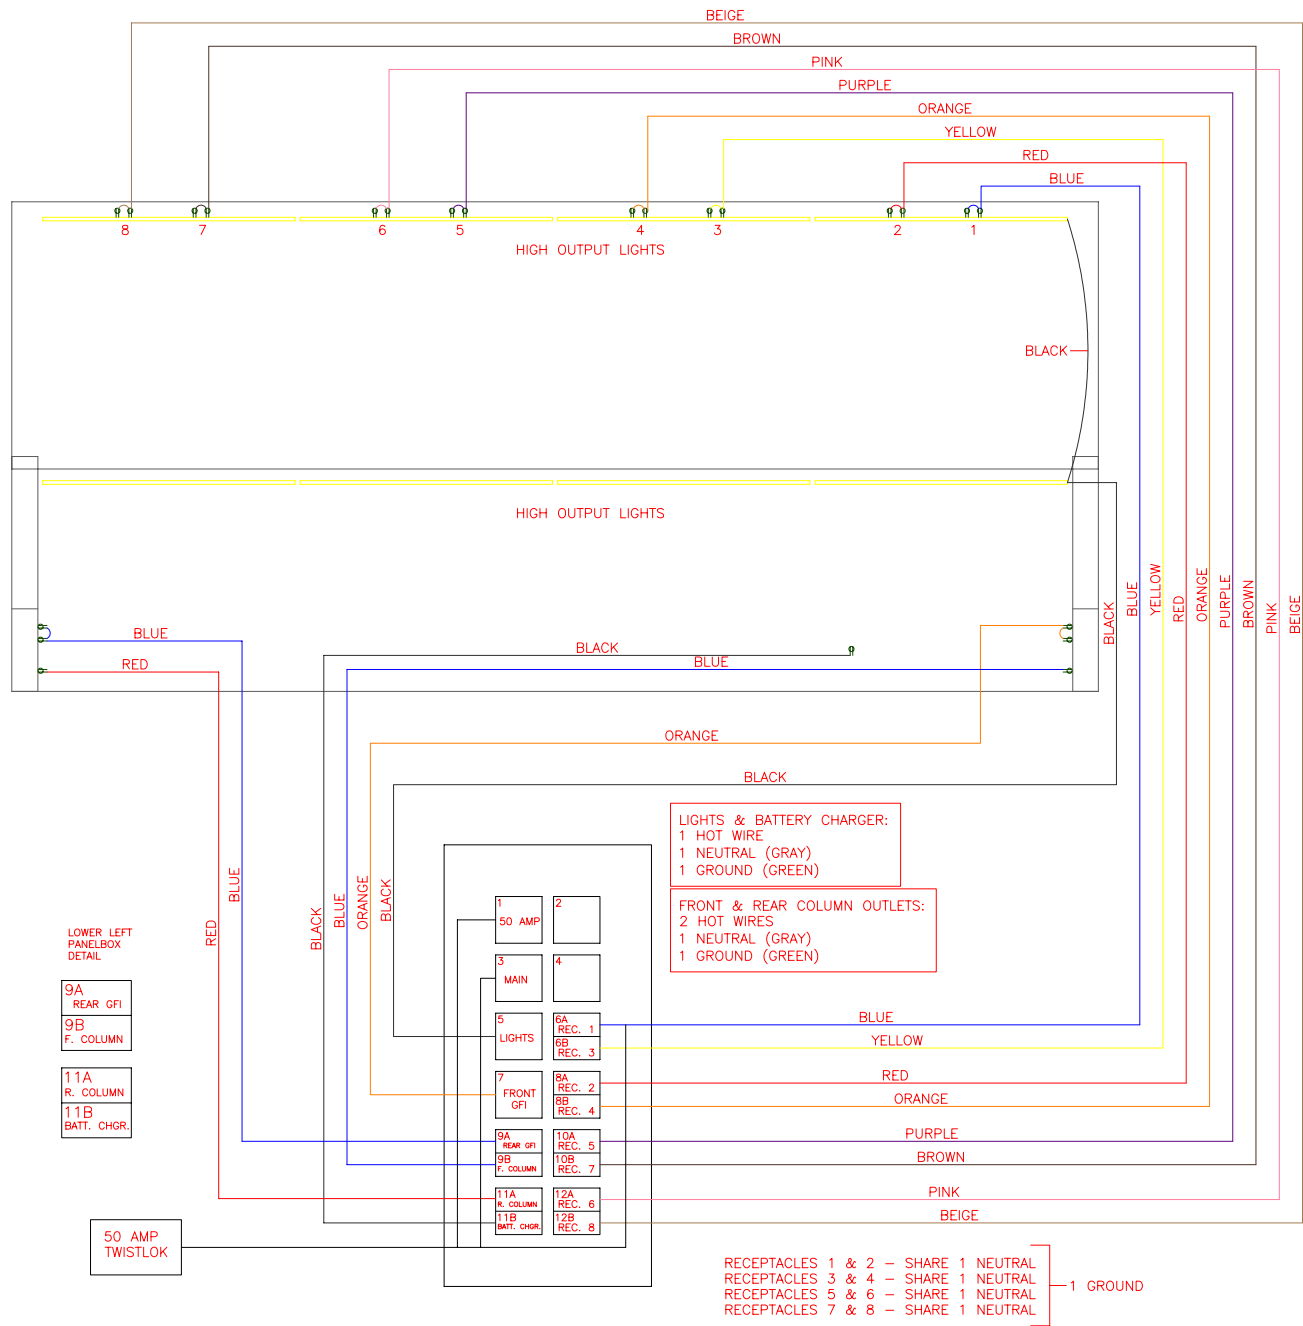 BEIGE
BROWN
PINK
PURPLE
ORANGE
YELLOW
RED
BLUE
8 7 6 5 4 3 2 1
HIGH OUTPUT LIGHTS
BLACK
HIGH OUTPUT LIGHTS
BLACK
BLUE
YELLOW
RED
ORANGE
PURPLE
BROWN
PINK
BEIGE
BLUE
RED
BLACK
BLUE
ORANGE
BLACK
RED
BLUE
BLACK
BLUE
ORANGE
BLACK
LIGHTS & BATTERY CHARGER:
1 HOT WIRE
1 NEUTRAL (GRAY)
1 GROUND (GREEN)
FRONT & REAR COLUMN OUTLETS:
2 HOT WIRES
1 NEUTRAL (GRAY)
1 GROUND (GREEN)
LOWER LEFT
PANELBOX
DETAIL
9A
REAR GFI
9B
F. COLUMN
11A
R. COLUMN
11B
BATT. CHGR.
1
50 AMP
2
3
MAIN
4
5
LIGHTS
6A
REC. 1
6B
REC. 3
7
FRONT
GFI
8A
REC. 2
8B
REC. 4
9A
REAR GFI
9B
F. COLUMN
10A
REC. 5
10B
REC. 7
11A
R. COLUMN
11B
BATT. CHGR.
12A
REC. 6
12B
REC. 8
BLUE
YELLOW
RED
ORANGE
PURPLE
BROWN
PINK
BEIGE
50 AMP
TWISTLOK
RECEPTACLES 1 & 2 – SHARE 1 NEUTRAL
RECEPTACLES 3 & 4 – SHARE 1 NEUTRAL
RECEPTACLES 5 & 6 – SHARE 1 NEUTRAL
RECEPTACLES 7 & 8 – SHARE 1 NEUTRAL
1 GROUND